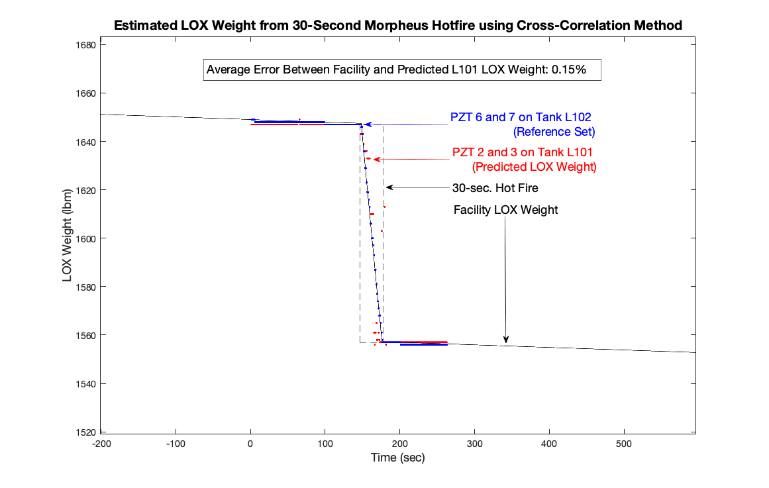 Estimated LOX Weight from 30-Second Morpheus Hotfire using Cross-Correlation Method
1680
Average Error Between Facility and Predicted L101 LOX Weight: 0.15%
1660
PZT 6 and 7 on Tank L102
(Reference Set)
1640
PZT 2 and 3 on Tank L101
(Predicted LOX Weight)
1620
30-sec. Hot Fire
Facility LOX Weight
1600
LOX Weight (lbm)
1580
1560
1540
1520
-200 -100 0 100 200 300 400 500
Time (sec)